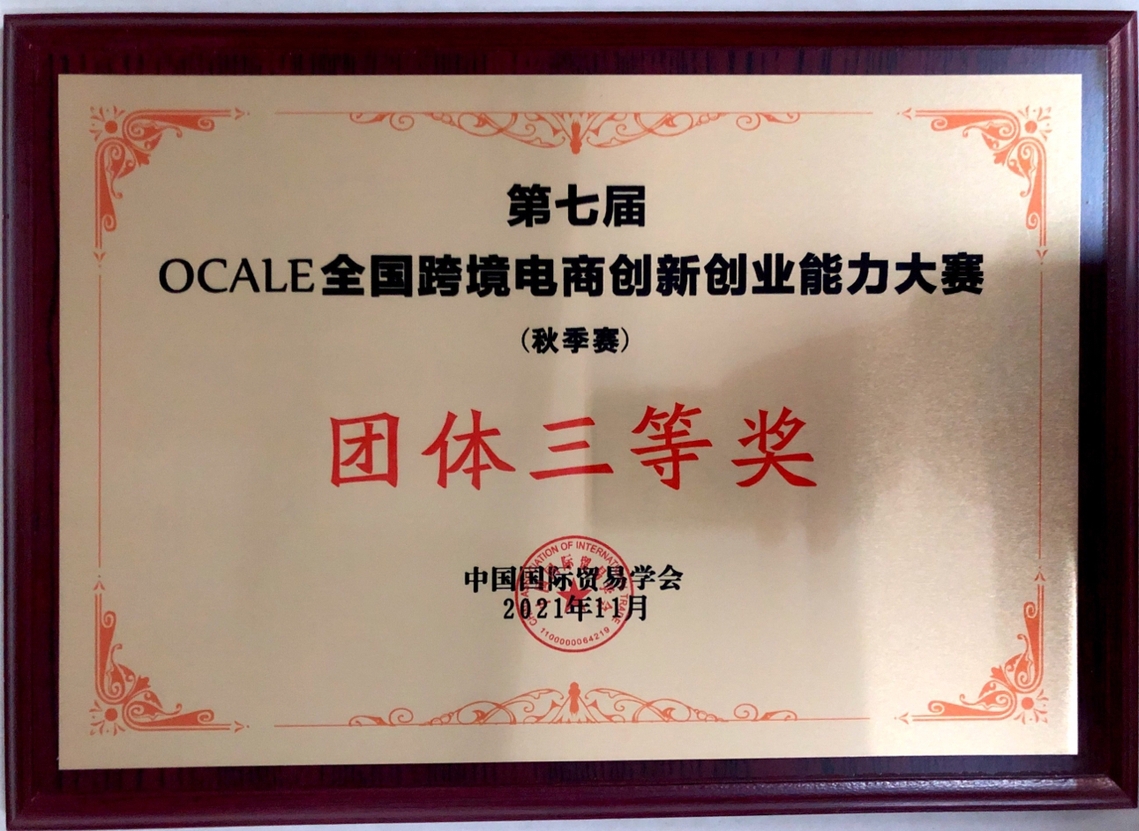 第七届
OCALE全国跨境电商创新创业能力大赛
(秋季赛)
团体三等奖
中国国际贸易学会
2021年11月
1100000064219